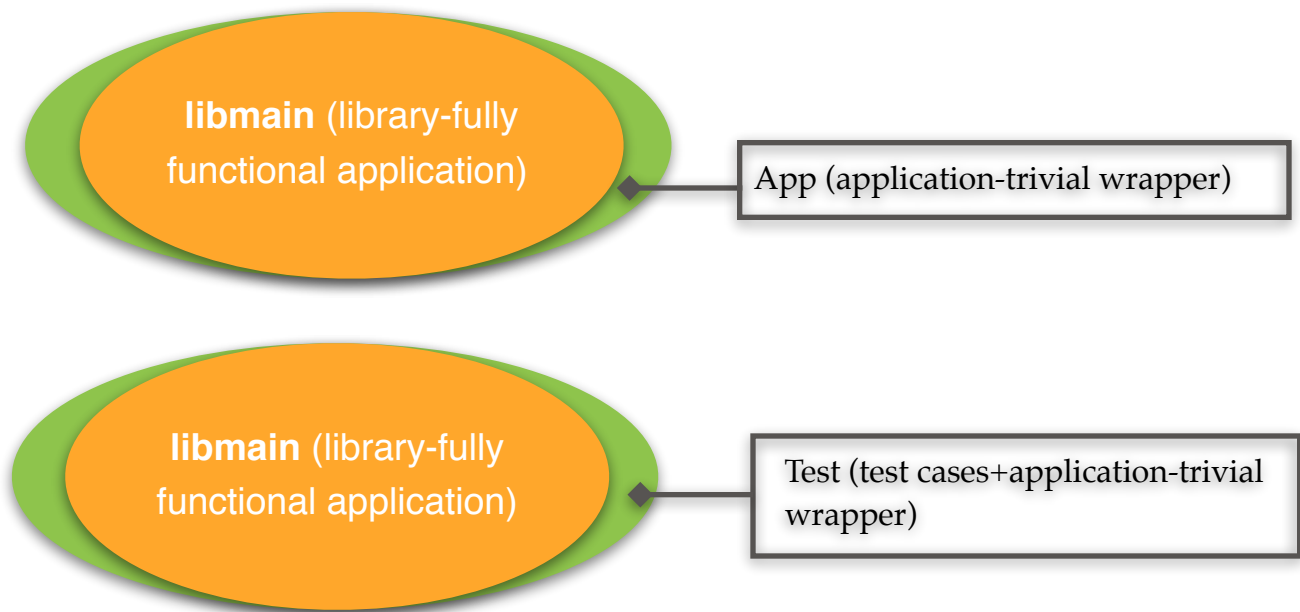 libmain (library-fully
functional application)
App (application-trivial wrapper)
libmain (library-fully
functional application)
Test (test cases+application-trivial
wrapper)